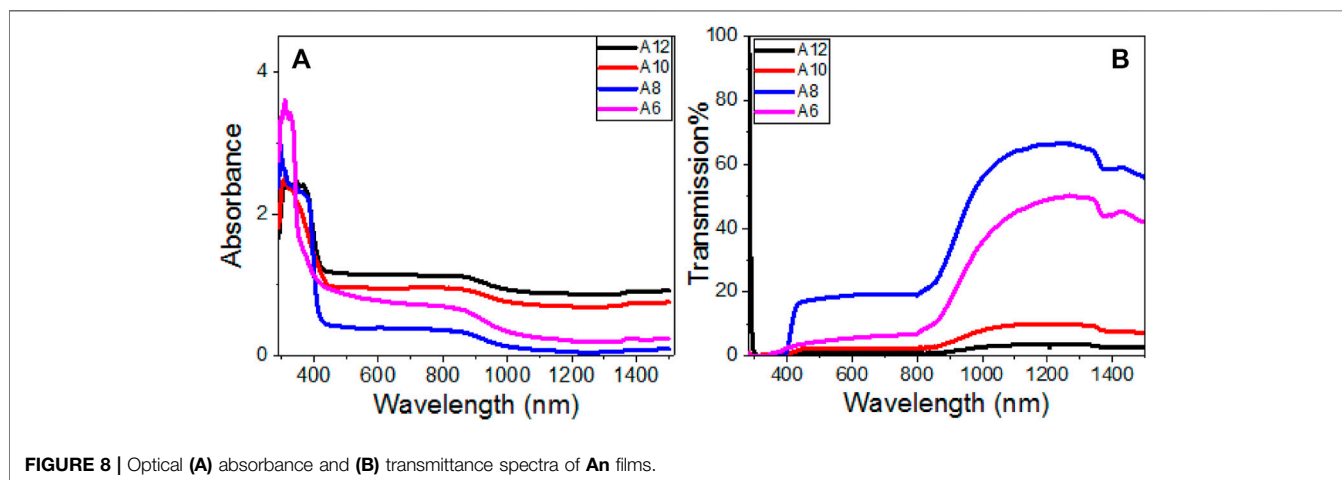 A
A12
A10
A8
A6
4
2
0
Absorbance
400 600 800 1000 1200 1400
Wavelength (nm)
B
A12
A10
A8
A6
100
80
60
40
20
0
Transmission%
400 600 800 1000 1200 1400
Wavelength (nm)
FIGURE 8 | Optical (A) absorbance and (B) transmittance spectra of An films.